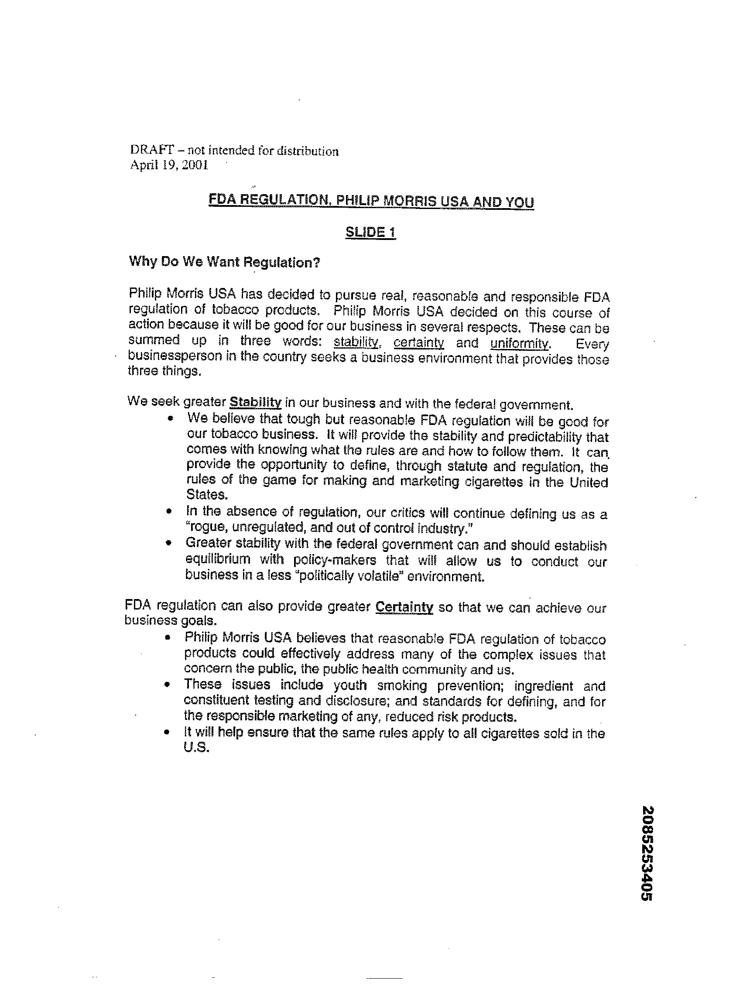 DRAFT – not intended for distribution
April 19, 2001
FDA REGULATION, PHILIP MORRIS USA AND YOU
SLIDE 1
Why Do We Want Regulation?
Philip Morris USA has decided to pursue real, reasonable and responsible FDA
regulation of tobacco products. Philip Morris USA decided on this course of
action because it will be good for our business in several respects. These can be
summed up in three words: stability, certainty and uniformity. Every
businessperson in the country seeks a business environment that provides those
three things.
We seek greater Stability in our business and with the federal government.
• We believe that tough but reasonable FDA regulation will be good for
our tobacco business. It will provide the stability and predictability that
comes with knowing what the rules are and how to follow them. It can
provide the opportunity to define, through statute and regulation, the
rules of the game for making and marketing cigarettes in the United
States.
• In the absence of regulation, our critics will continue defining us as a
"rogue, unregulated, and out of control industry."
• Greater stability with the federal government can and should establish
equilibrium with policy-makers that will allow us to conduct our
business in a less "politically volatile" environment.
FDA regulation can also provide greater Certainty so that we can achieve our
business goals.
• Philip Morris USA believes that reasonable FDA regulation of tobacco
products could effectively address many of the complex issues that
concern the public, the public health community and us.
• These issues include youth smoking prevention; ingredient and
constituent testing and disclosure; and standards for defining, and for
the responsible marketing of any, reduced risk products.
• It will help ensure that the same rules apply to all cigarettes sold in the
U.S.
2085253405